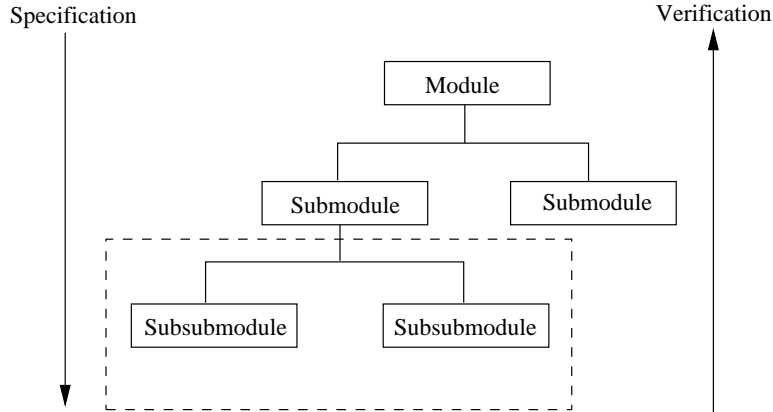 Specification
Verification
Module
Submodule
Submodule
Subsubmodule
Subsubmodule